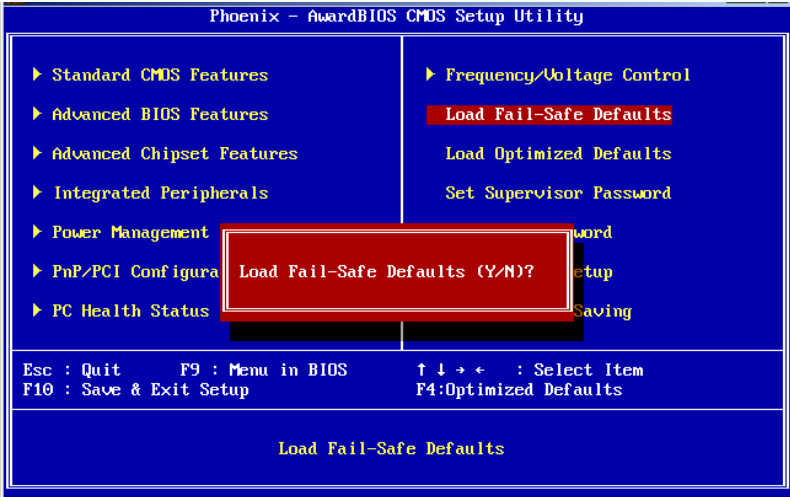 Phoenix - AwardBIOS CMOS Setup Utility
Standard CMOS Features
Advanced BIOS Features
Advanced Chipset Features
Integrated Peripherals
Power Management
PnP/PCI Configura
PC Health Status
Frequency/Voltage Control
Load Fail-Safe Defaults
Load Optimized Defaults
Set Supervisor Password
word
etup
Saving
Load Fail-Safe Defaults (Y/N)?
Esc : Quit F9 : Menu in BIOS ↑ ↓ → ← : Select Item
F10 : Save & Exit Setup F4:Optimized Defaults
Load Fail-Safe Defaults